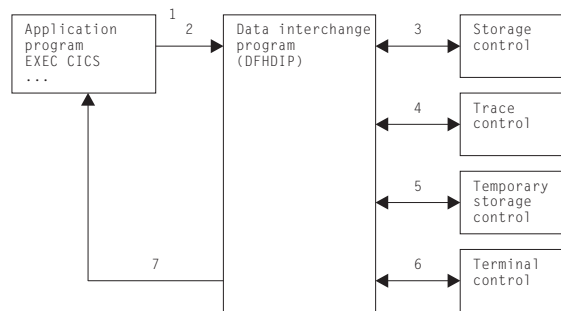 1
Application
program
EXEC CICS
...
2
Data interchange
program
(DFHDIP)
3
Storage
control
4
Trace
control
5
Temporary
storage
control
7
6
Terminal
control